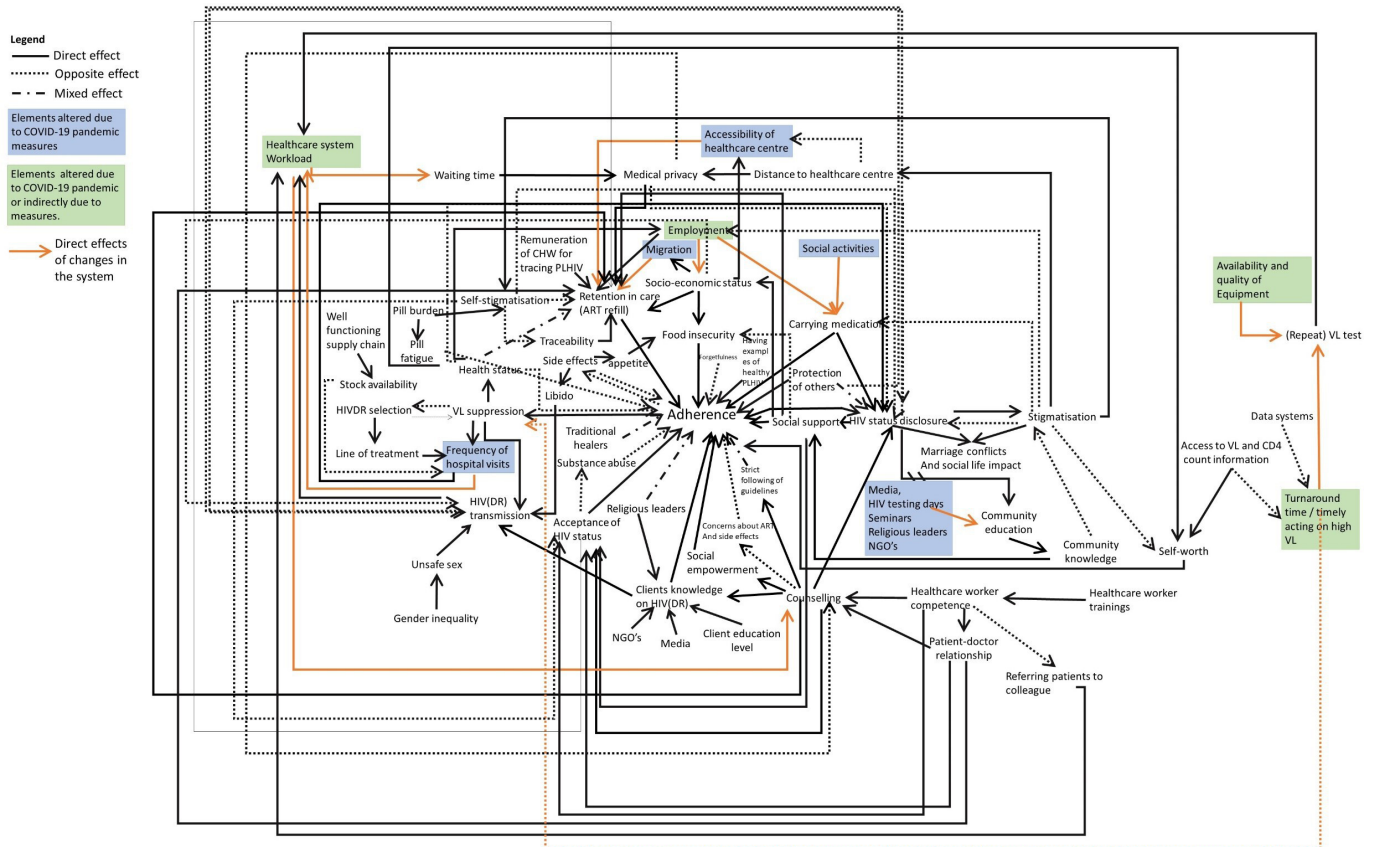 Legend
Direct effect
Opposite effect
Mixed effect
Elements altered due
to COVID-19 pandemic
measures
Elements altered due
to COVID-19 pandemic
or indirectly due to
measures.
Direct effects
of changes in
the system
Healthcare system
Workload
Waiting time
Medical privacy
Accessibility of
healthcare centre
Distance to healthcare centre
Employment
Migration
Social activities
Remuneration
of CHW for
tracing PLHIV
Socio-economic status
Self-stigmatisation
Retention in care
(ART refill)
Availability and
quality of
Equipment
(Repeat) VL test
Pill burden
Well
functioning
supply chain
Pill
fatigue
Traceability
Food insecurity
Carrying medication
Having
exampl
es of
healthy
PLHIV
Forgetfulness
Side effects
appetite
Health status
Protection
of others
Stock availability
Libido
HIVDR selection
VL suppression
Adherence
Social support
HIV status disclosure
Stigmatisation
Data systems
Traditional
healers
Line of treatment
Frequency of
hospital visits
Substance abuse
Strict
following of
guidelines
Marriage conflicts
And social life impact
Access to VL and CD4
count information
Media,
HIV testing days
Seminars
Religious leaders
NGO's
Community
education
Turnaround
time / timely
acting on high
VL
HIV(DR)
transmission
Religious leaders
Acceptance of
HIV status
Concerns about ART
And side effects
Community
knowledge
Self-worth
Social
empowerment
Unsafe sex
Gender inequality
Clients knowledge
on HIV(DR)
Counselling
Healthcare worker
competence
Healthcare worker
trainings
NGO's
Media
Client education
level
Patient-doctor
relationship
Referring patients to
colleague